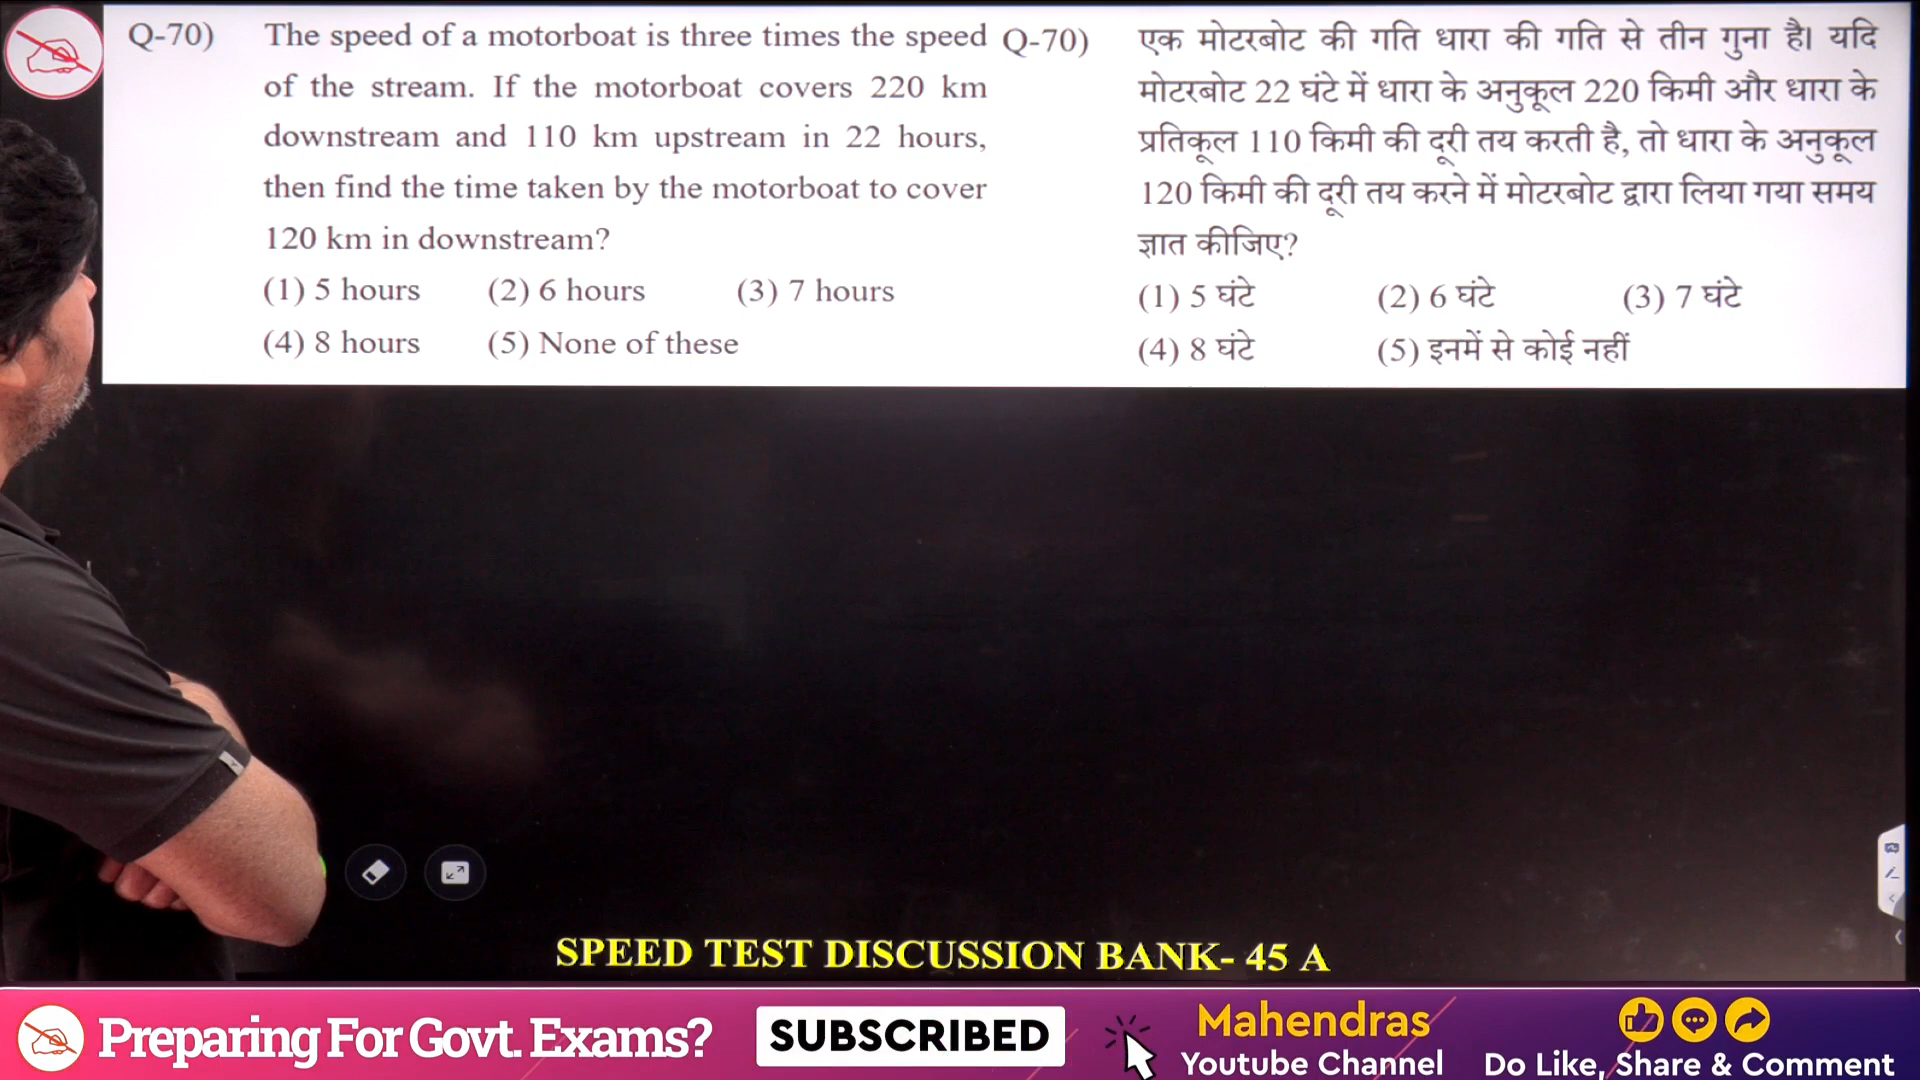 Q-70) The speed of a motorboat is three times the speed
of the stream. If the motorboat covers 220 km
downstream and 110 km upstream in 22 hours,
then find the time taken by the motorboat to cover
120 km in downstream?
(1) 5 hours (2) 6 hours (3) 7 hours
(4) 8 hours (5) None of these
Q-70) एक मोटरबोट की गति धारा की गति से तीन गुना है। यदि
मोटरबोट 22 घंटे में धारा के अनुकूल 220 किमी और धारा के
प्रतिकूल 110 किमी की दूरी तय करती है, तो धारा के अनुकूल
120 किमी की दूरी तय करने में मोटरबोट द्वारा लिया गया समय
ज्ञात कीजिए?
(1) 5 घंटे (2) 6 घंटे (3) 7 घंटे
(4) 8 घंटे (5) इनमें से कोई नहीं
SPEED TEST DISCUSSION BANK- 45 A
Preparing For Govt. Exams?
SUBSCRIBED
Mahendras
Youtube Channel
Do Like, Share & Comment